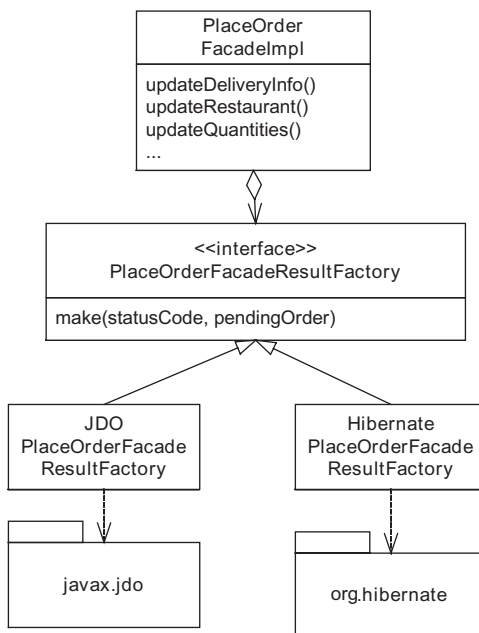 PlaceOrder
FacadeImpl
updateDeliveryInfo()
updateRestaurant()
updateQuantities()
...
<<interface>>
PlaceOrderFacadeResultFactory
make(statusCode, pendingOrder)
JDO
PlaceOrderFacade
ResultFactory
Hibernate
PlaceOrderFacade
ResultFactory
javax.jdo
org.hibernate